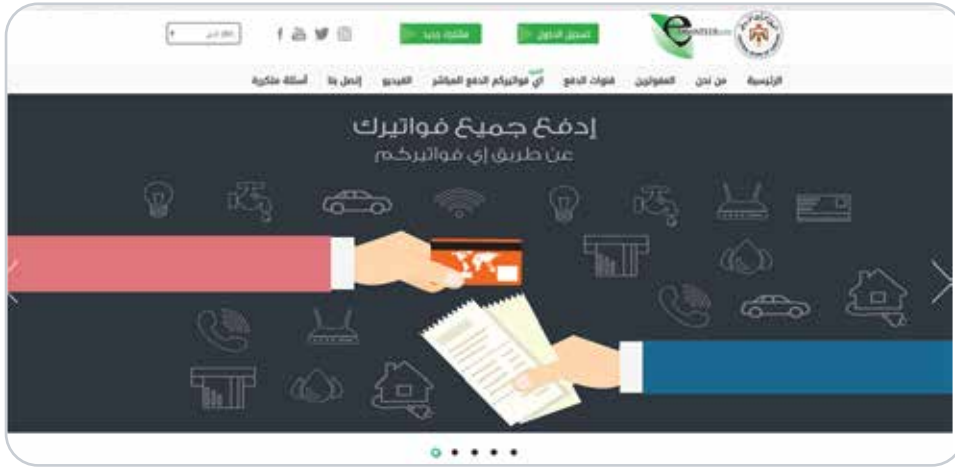 تسجيل الدخول
مشترك جديد
الرئيسية من نحن المفوترين قنوات الدفع إي فواتيركم الدفع المباشر الفيديو إتصل بنا أسئلة متكررة
إدفع جميع فواتيرك
عن طريق إي فواتيركم